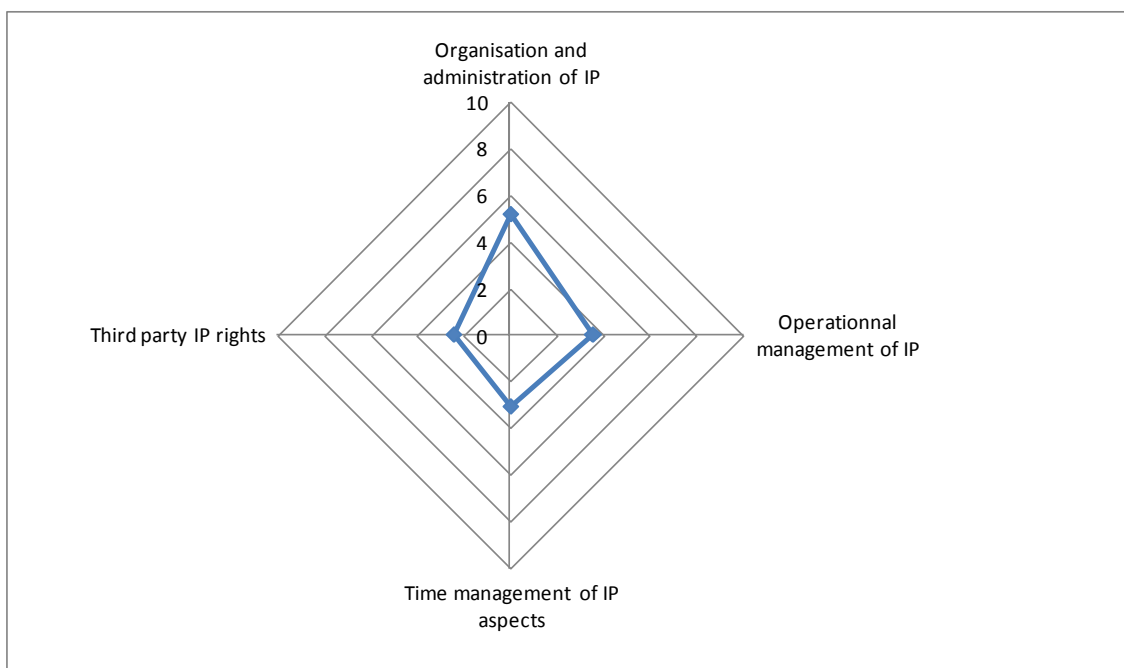 Organisation and
administration of IP
10
8
6
4
2
0
Third party IP rights
Operationnal
management of IP
Time management of IP
aspects